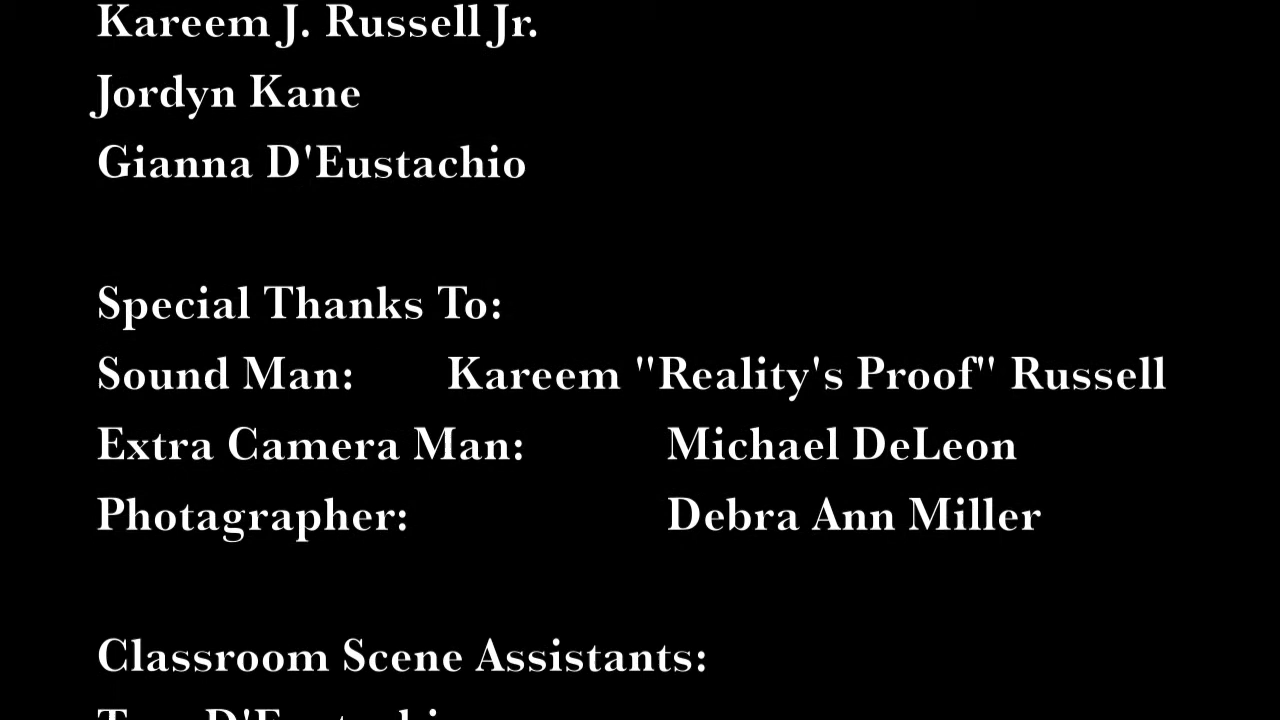 Kareem J. Russell Jr.
Jordyn Kane
Gianna D'Eustachio
Special Thanks To:
Sound Man: Kareem "Reality's Proof" Russell
Extra Camera Man: Michael DeLeon
Photagrapher: Debra Ann Miller
Classroom Scene Assistants: